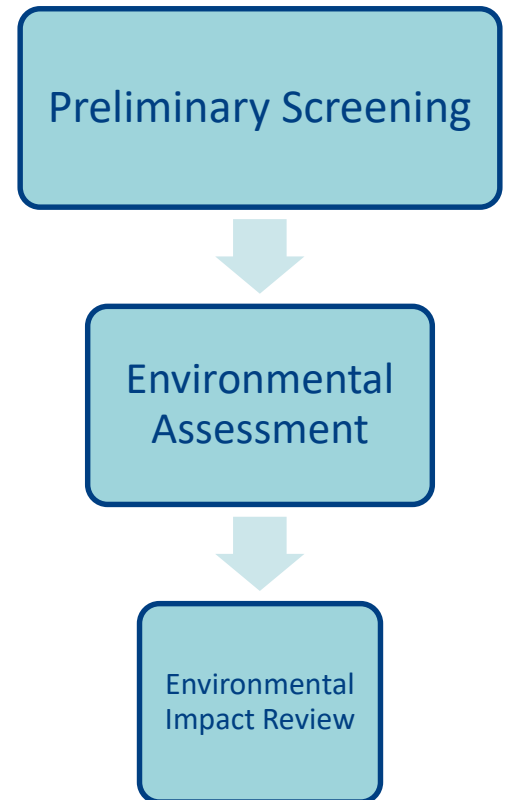 Preliminary Screening
Environmental
Assessment
Environmental
Impact Review